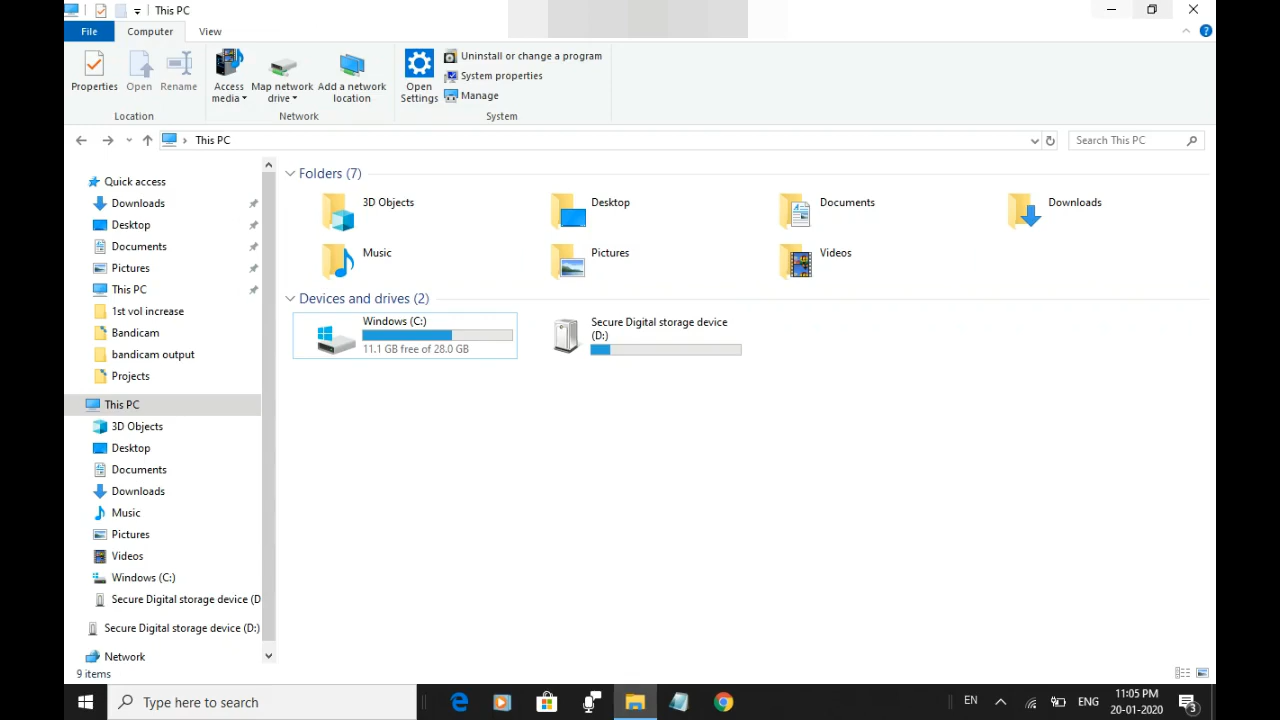 This PC
File
Computer
View
Properties
Open
Rename
Location
Access media
Map network drive
Add a network location
Network
Open Settings
Uninstall or change a program
System properties
Manage
System
This PC
Search This PC
Quick access
Downloads
Desktop
Documents
Pictures
This PC
1st vol increase
Bandicam
bandicam output
Projects
This PC
3D Objects
Desktop
Documents
Downloads
Music
Pictures
Videos
Windows (C:)
Secure Digital storage device (D
Secure Digital storage device (D:)
Network
Folders (7)
3D Objects
Desktop
Documents
Downloads
Music
Pictures
Videos
Devices and drives (2)
Windows (C:)
11.1 GB free of 28.0 GB
Secure Digital storage device
(D:)
9 items
Type here to search
EN
ENG
11:05 PM
20-01-2020
3